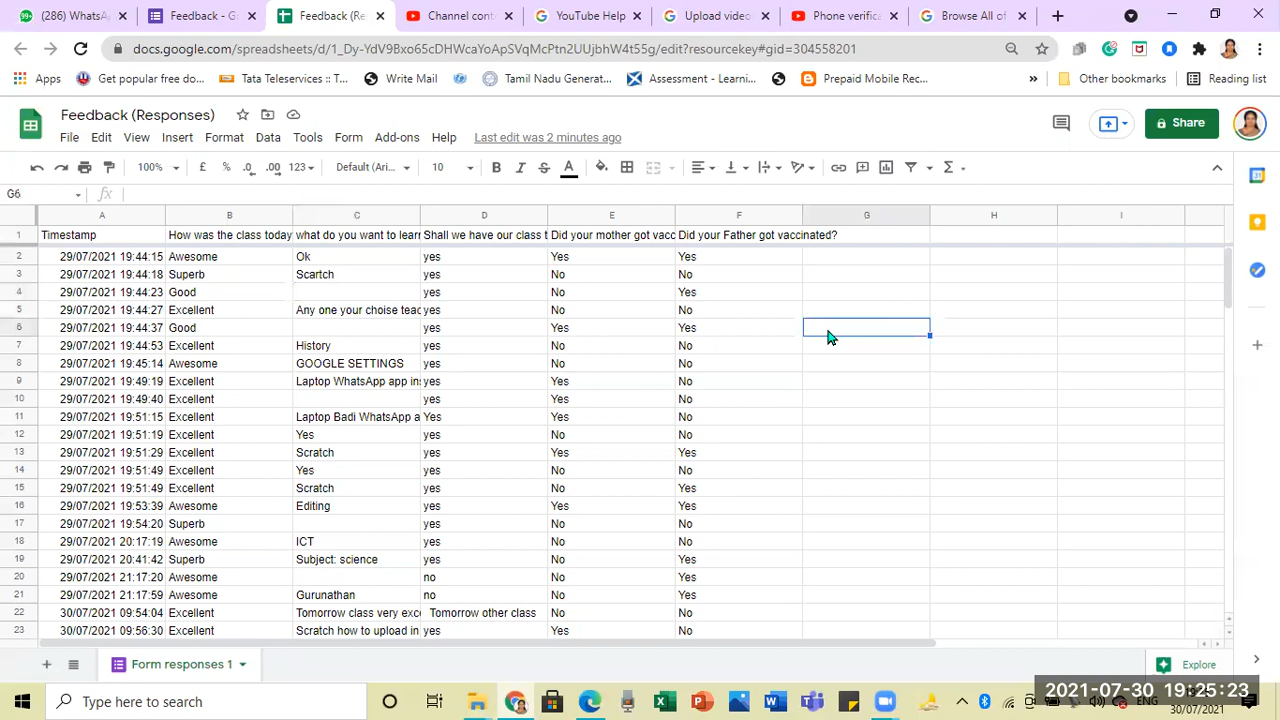 (286) WhatsA
Feedback - G
Feedback (Res
Channel cont
YouTube Help
Upload video
Phone verifica
Browse All of
docs.google.com/spreadsheets/d/1_Dy-YdV9Bxo65cDHWCaYoApSVQMcPtn2UUjbhW4t55g/edit?resourcekey#gid=304558201
Apps Get popular free do... Tata Teleservices :: T... Write Mail Tamil Nadu Generat... Assessment - Learni... Prepaid Mobile Rec... » Other bookmarks Reading list
Feedback (Responses)
File Edit View Insert Format Data Tools Form Add-ons Help Last edit was 2 minutes ago
Share
100% £ % .0 .00 123 Default (Ari... 10 B I S A
G6 fx
A B C D E F G H I
1 Timestamp How was the class today what do you want to learn Shall we have our class t Did your mother got vacc Did your Father got vaccinated?
2 29/07/2021 19:44:15 Awesome Ok yes Yes Yes
3 29/07/2021 19:44:18 Superb Scartch yes No No
4 29/07/2021 19:44:23 Good yes No Yes
5 29/07/2021 19:44:27 Excellent Any one your choise teac yes No No
6 29/07/2021 19:44:37 Good yes Yes Yes
7 29/07/2021 19:44:53 Excellent History yes No No
8 29/07/2021 19:45:14 Awesome GOOGLE SETTINGS yes No No
9 29/07/2021 19:49:19 Excellent Laptop WhatsApp app ins yes Yes No
10 29/07/2021 19:49:40 Excellent yes Yes No
11 29/07/2021 19:51:15 Excellent Laptop Badi WhatsApp a Yes Yes No
12 29/07/2021 19:51:19 Excellent Yes yes No No
13 29/07/2021 19:51:29 Excellent Scratch yes Yes Yes
14 29/07/2021 19:51:49 Excellent Yes yes No No
15 29/07/2021 19:51:49 Excellent Scratch yes No Yes
16 29/07/2021 19:53:39 Awesome Editing yes Yes Yes
17 29/07/2021 19:54:20 Superb yes No No
18 29/07/2021 20:17:19 Awesome ICT yes No No
19 29/07/2021 20:41:42 Superb Subject: science yes No Yes
20 29/07/2021 21:17:20 Awesome no No Yes
21 29/07/2021 21:17:59 Awesome Gurunathan no No Yes
22 30/07/2021 09:54:04 Excellent Tomorrow class very exce Tomorrow other class No No
23 30/07/2021 09:56:30 Excellent Scratch how to upload in yes Yes No
Form responses 1
Explore
Type here to search
2021-07-30 19:25:23
30/07/2021